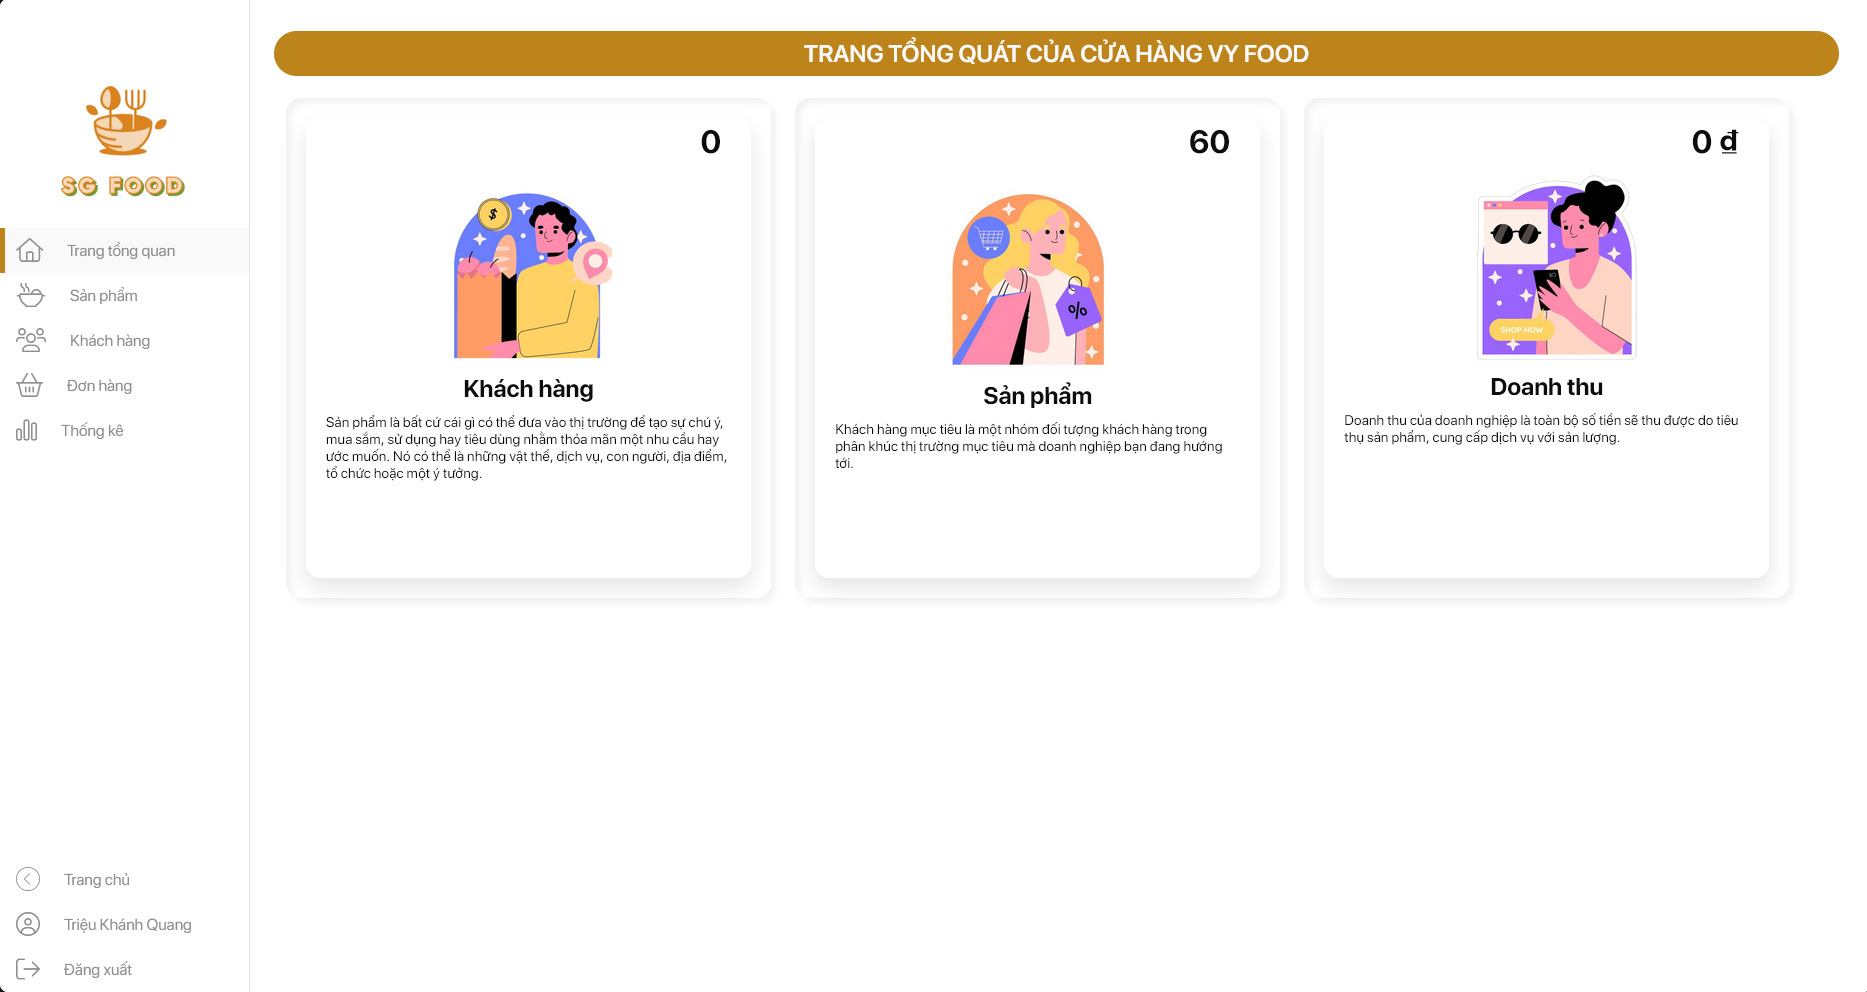 SG FOOD
Trang tổng quan
Sản phẩm
Khách hàng
Đơn hàng
Thống kê
Trang chủ
Triệu Khánh Quang
Đăng xuất
TRANG TỔNG QUÁT CỦA CỬA HÀNG VY FOOD
0
$
Khách hàng
Sản phẩm là bất cứ cái gì có thể đưa vào thị trường để tạo sự chú ý,
mua sắm, sử dụng hay tiêu dùng nhằm thỏa mãn một nhu cầu hay
ước muốn. Nó có thể là những vật thể, dịch vụ, con người, địa điểm,
tổ chức hoặc một ý tưởng.
60
%
Sản phẩm
Khách hàng mục tiêu là một nhóm đối tượng khách hàng trong
phân khúc thị trường mục tiêu mà doanh nghiệp bạn đang hướng
tới.
0 ₫
SHOP NOW
Doanh thu
Doanh thu của doanh nghiệp là toàn bộ số tiền sẽ thu được do tiêu
thụ sản phẩm, cung cấp dịch vụ với sản lượng.